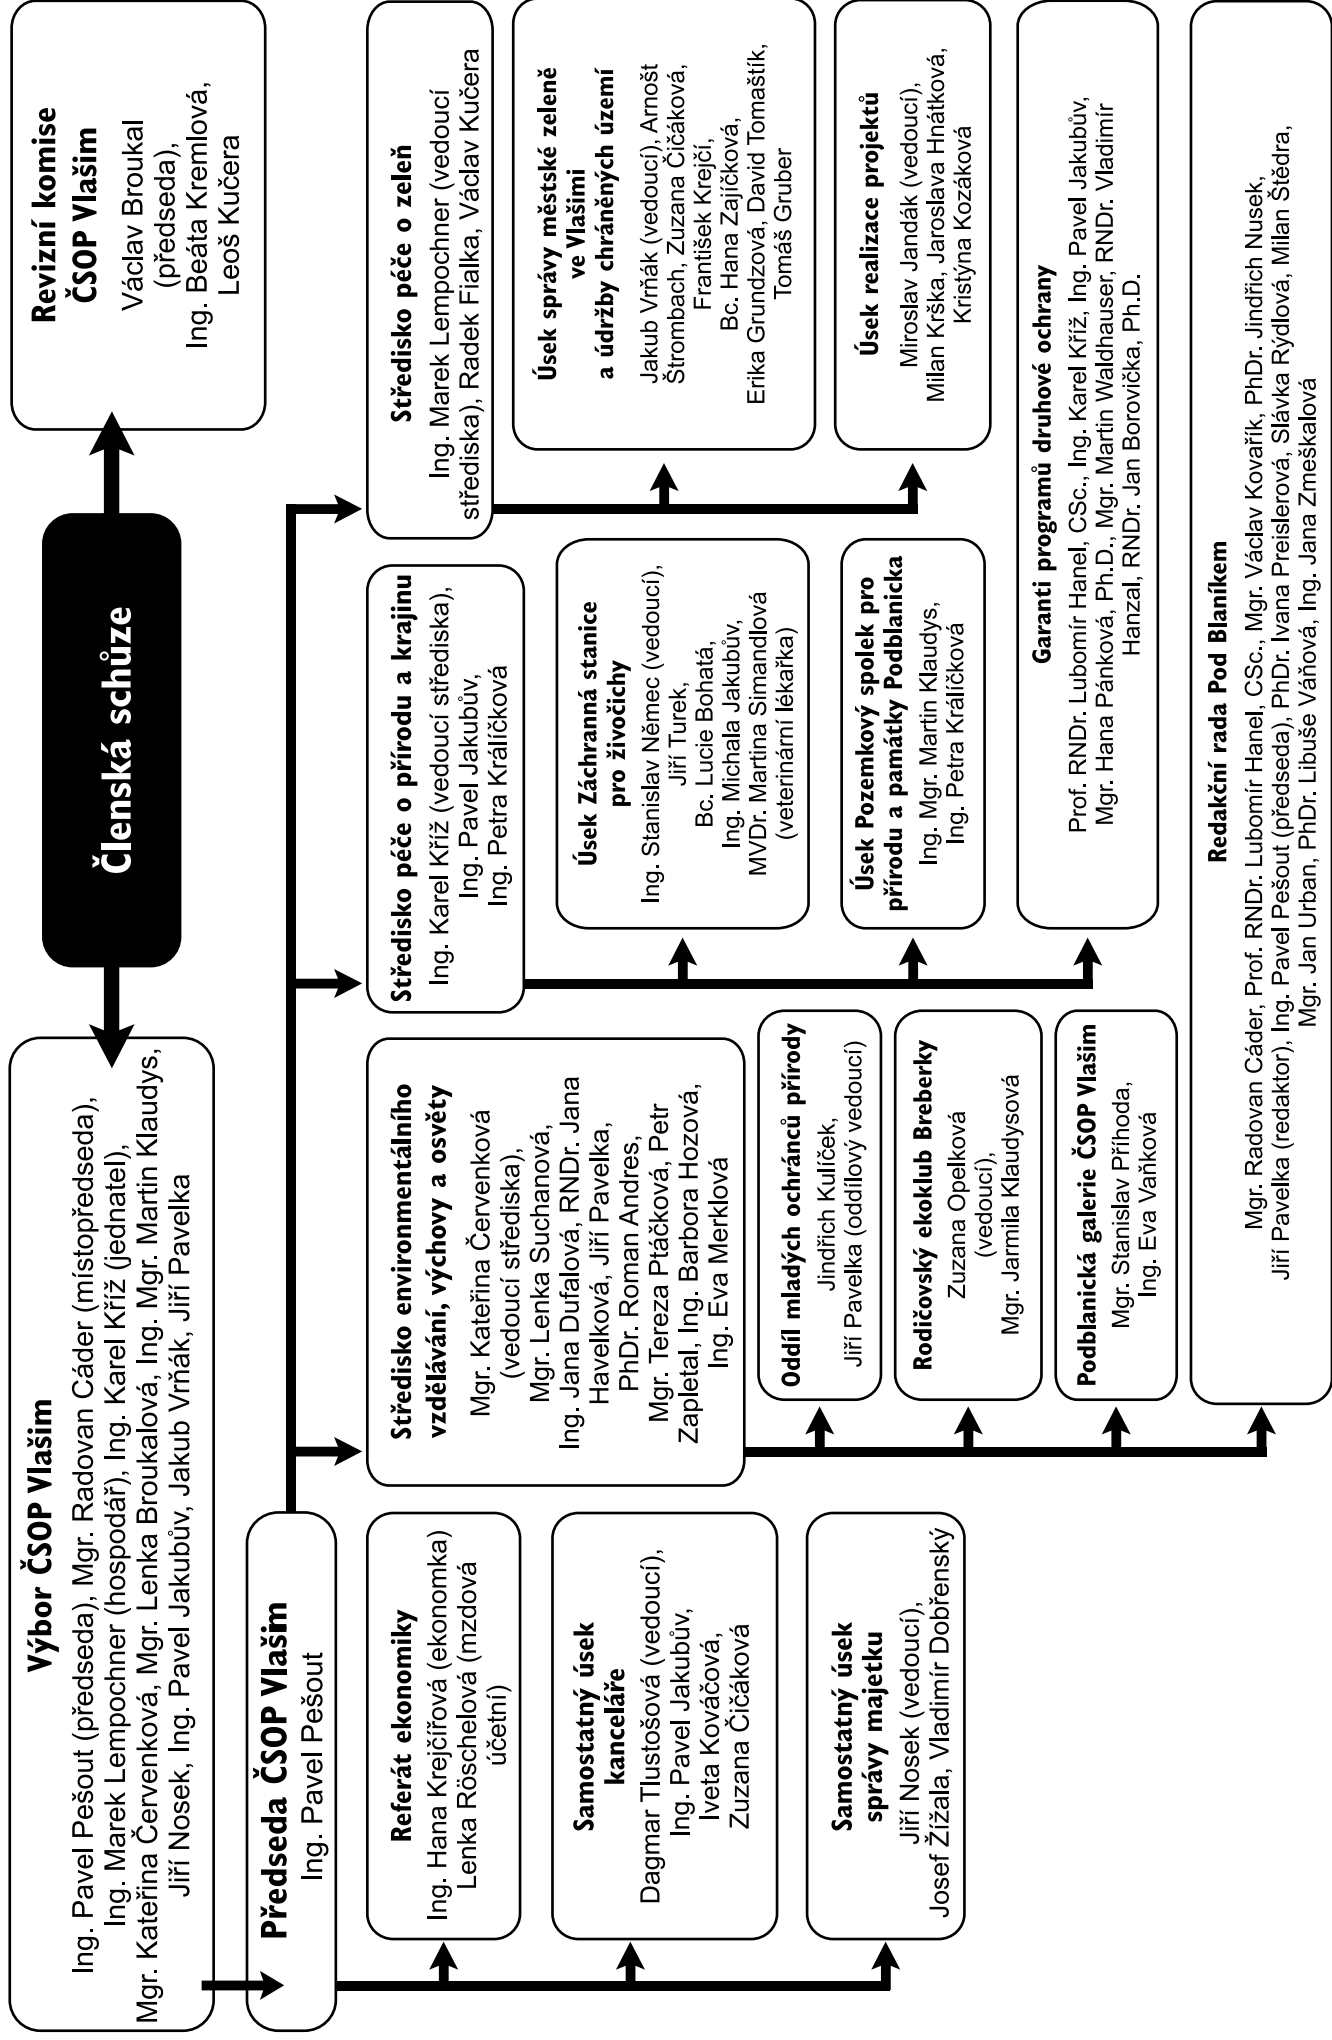 Členská schůze
Výbor ČSOP Vlašim
Ing. Pavel Pešout (předseda), Mgr. Radovan Cáder (místopředseda),
Ing. Marek Lempochner (hospodář), Ing. Karel Kříž (jednatel),
Mgr. Kateřina Červenková, Mgr. Lenka Broukalová, Ing. Mgr. Martin Klaudys,
Jiří Nosek, Ing. Pavel Jakubův, Jakub Vrňák, Jiří Pavelka
Revizní komise
ČSOP Vlašim
Václav Broukal
(předseda),
Ing. Beáta Kremlová,
Leoš Kučera
Předseda ČSOP Vlašim
Ing. Pavel Pešout
Referát ekonomiky
Ing. Hana Krejčířová (ekonomka)
Lenka Röschelová (mzdová
účetní)
Samostatný úsek
kanceláře
Dagmar Tlustošová (vedoucí),
Ing. Pavel Jakubův,
Iveta Kováčová,
Zuzana Čičáková
Samostatný úsek
správy majetku
Jiří Nosek (vedoucí),
Josef Žížala, Vladimír Dobřenský
Středisko environmentálního
vzdělávání, výchovy a osvěty
Mgr. Kateřina Červenková
(vedoucí střediska),
Mgr. Lenka Suchanová,
Ing. Jana Dufalová, RNDr. Jana
Havelková, Jiří Pavelka,
PhDr. Roman Andres,
Mgr. Tereza Ptáčková, Petr
Zapletal, Ing. Barbora Hozová,
Ing. Eva Merklová
Oddíl mladých ochránců přírody
Jindřich Kulíček,
Jiří Pavelka (oddílový vedoucí)
Rodičovský ekoklub Breberky
Zuzana Opelková
(vedoucí),
Mgr. Jarmila Klaudysová
Podblanická galerie ČSOP Vlašim
Mgr. Stanislav Příhoda,
Ing. Eva Vaňková
Středisko péče o přírodu a krajinu
Ing. Karel Kříž (vedoucí střediska),
Ing. Pavel Jakubův,
Ing. Petra Králíčková
Úsek Záchranná stanice
pro živočichy
Ing. Stanislav Němec (vedoucí),
Jiří Turek,
Bc. Lucie Bohatá,
Ing. Michala Jakubův,
MVDr. Martina Simandlová
(veterinární lékařka)
Úsek Pozemkový spolek pro
přírodu a památky Podblanicka
Ing. Mgr. Martin Klaudys,
Ing. Petra Králíčková
Středisko péče o zeleň
Ing. Marek Lempochner (vedoucí
střediska), Radek Fialka, Václav Kučera
Úsek správy městské zeleně
ve Vlašimi
a údržby chráněných území
Jakub Vrňák (vedoucí), Arnošt
Štrombach, Zuzana Čičáková,
František Krejčí,
Bc. Hana Zajíčková,
Erika Grundzová, David Tomaštík,
Tomáš Gruber
Úsek realizace projektů
Miroslav Jandák (vedoucí),
Milan Krška, Jaroslava Hnátková,
Kristýna Kozáková
Garanti programů druhové ochrany
Prof. RNDr. Lubomír Hanel, CSc., Ing. Karel Kříž, Ing. Pavel Jakubův,
Mgr. Hana Pánková, Ph.D., Mgr. Martin Waldhauser, RNDr. Vladimír
Hanzal, RNDr. Jan Borovička, Ph.D.
Redakční rada Pod Blaníkem
Mgr. Radovan Cáder, Prof. RNDr. Lubomír Hanel, CSc., Mgr. Václav Kovařík, PhDr. Jindřich Nusek,
Jiří Pavelka (redaktor), Ing. Pavel Pešout (předseda), PhDr. Ivana Preislerová, Slávka Rýdlová, Milan Štědra,
Mgr. Jan Urban, PhDr. Libuše Váňová, Ing. Jana Zmeškalová